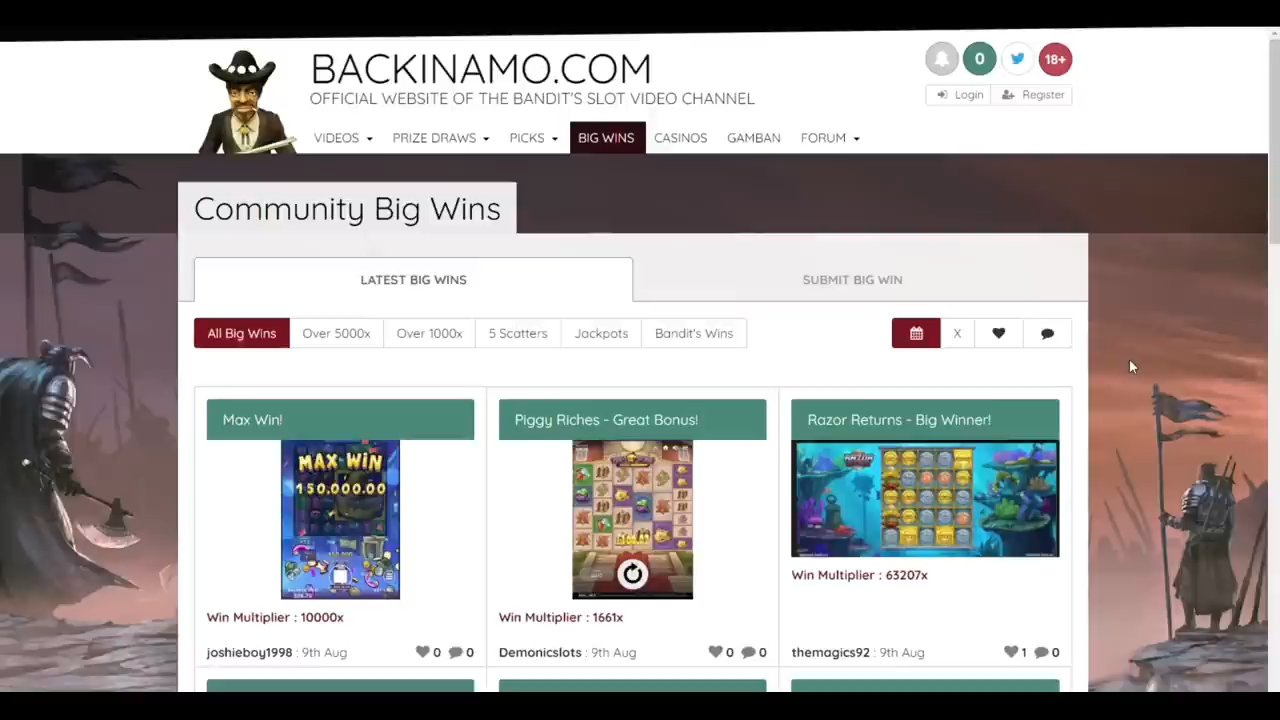 BACKINAMO.COM
OFFICIAL WEBSITE OF THE BANDIT'S SLOT VIDEO CHANNEL
0
18+
Login
Register
VIDEOS
PRIZE DRAWS
PICKS
BIG WINS
CASINOS
GAMBAN
FORUM
Community Big Wins
LATEST BIG WINS
SUBMIT BIG WIN
All Big Wins
Over 5000x
Over 1000x
5 Scatters
Jackpots
Bandit's Wins
X
Max Win!
Piggy Riches - Great Bonus!
Razor Returns - Big Winner!
MAX WIN
150,000.00
RAZOR
Win Multiplier : 10000x
Win Multiplier : 1661x
Win Multiplier : 63207x
joshieboy1998 : 9th Aug
0
0
Demonicslots : 9th Aug
0
0
themagics92 : 9th Aug
1
0